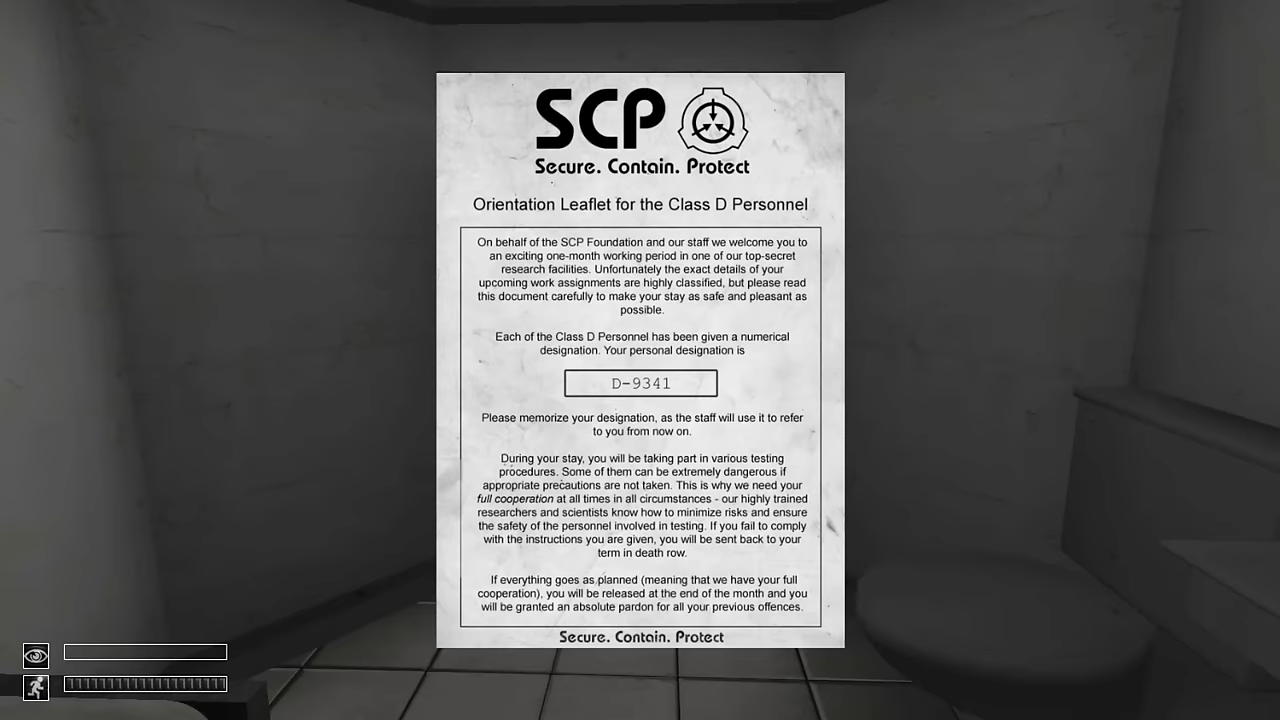 SCP
Secure. Contain. Protect
Orientation Leaflet for the Class D Personnel
On behalf of the SCP Foundation and our staff we welcome you to
an exciting one-month working period in one of our top-secret
research facilities. Unfortunately the exact details of your
upcoming work assignments are highly classified, but please read
this document carefully to make your stay as safe and pleasant as
possible.
Each of the Class D Personnel has been given a numerical
designation. Your personal designation is
D-9341
Please memorize your designation, as the staff will use it to refer
to you from now on.
During your stay, you will be taking part in various testing
procedures. Some of them can be extremely dangerous if
appropriate precautions are not taken. This is why we need your
full cooperation at all times in all circumstances - our highly trained
researchers and scientists know how to minimize risks and ensure
the safety of the personnel involved in testing. If you fail to comply
with the instructions you are given, you will be sent back to your
term in death row.
If everything goes as planned (meaning that we have your full
cooperation), you will be released at the end of the month and you
will be granted an absolute pardon for all your previous offences.
Secure. Contain. Protect